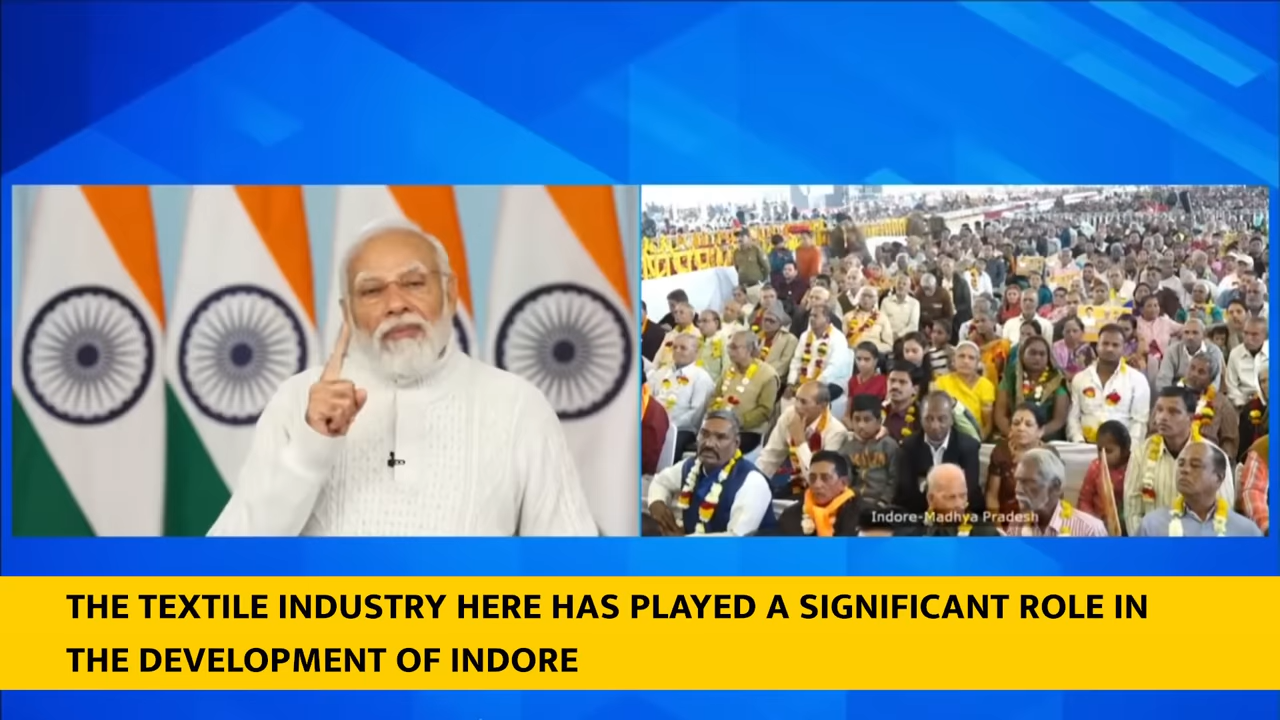 Indore-Madhya Pradesh
THE TEXTILE INDUSTRY HERE HAS PLAYED A SIGNIFICANT ROLE IN
THE DEVELOPMENT OF INDORE